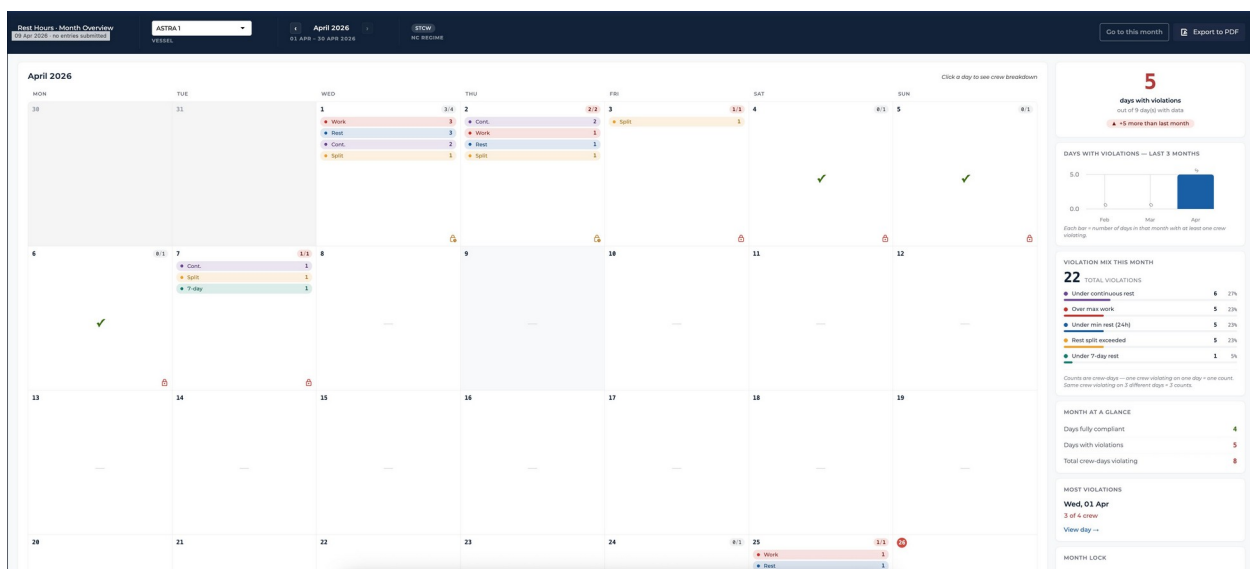 Rest Hours - Month Overview
09 Apr 2026 · no entries submitted
ASTRA 1
VESSEL
‹ April 2026 ›
01 APR – 30 APR 2026
STCW
NC REGIME
Go to this month
Export to PDF
April 2026
Click a day to see crew breakdown
MON TUE WED THU FRI SAT SUN
30 31 1 3/4 2 2/2 3 1/1 4 0/1 5 0/1
Work 3 Cont. 2 Split 1
Rest 3 Work 1
Cont. 2 Rest 1
Split 1 Split 1
6 0/1 7 1/1 8 9 10 11 12
Cont. 1
Split 1
7-day 1
13 14 15 16 17 18 19
20 21 22 23 24 0/1 25 1/1 26
Work 1
Rest 1
5
days with violations
out of 9 day(s) with data
▲ +5 more than last month
DAYS WITH VIOLATIONS — LAST 3 MONTHS
5.0
0.0
0 0
Feb Mar Apr
Each bar = number of days in that month with at least one crew
violating.
VIOLATION MIX THIS MONTH
22 TOTAL VIOLATIONS
Under continuous rest 6 27%
Over max work 5 23%
Under min rest (24h) 5 23%
Rest split exceeded 5 23%
Under 7-day rest 1 5%
Counts are crew-days — one crew violating on one day = one count.
Same crew violating on 3 different days = 3 counts.
MONTH AT A GLANCE
Days fully compliant 4
Days with violations 5
Total crew-days violating 8
MOST VIOLATIONS
Wed, 01 Apr
3 of 4 crew
View day →
MONTH LOCK